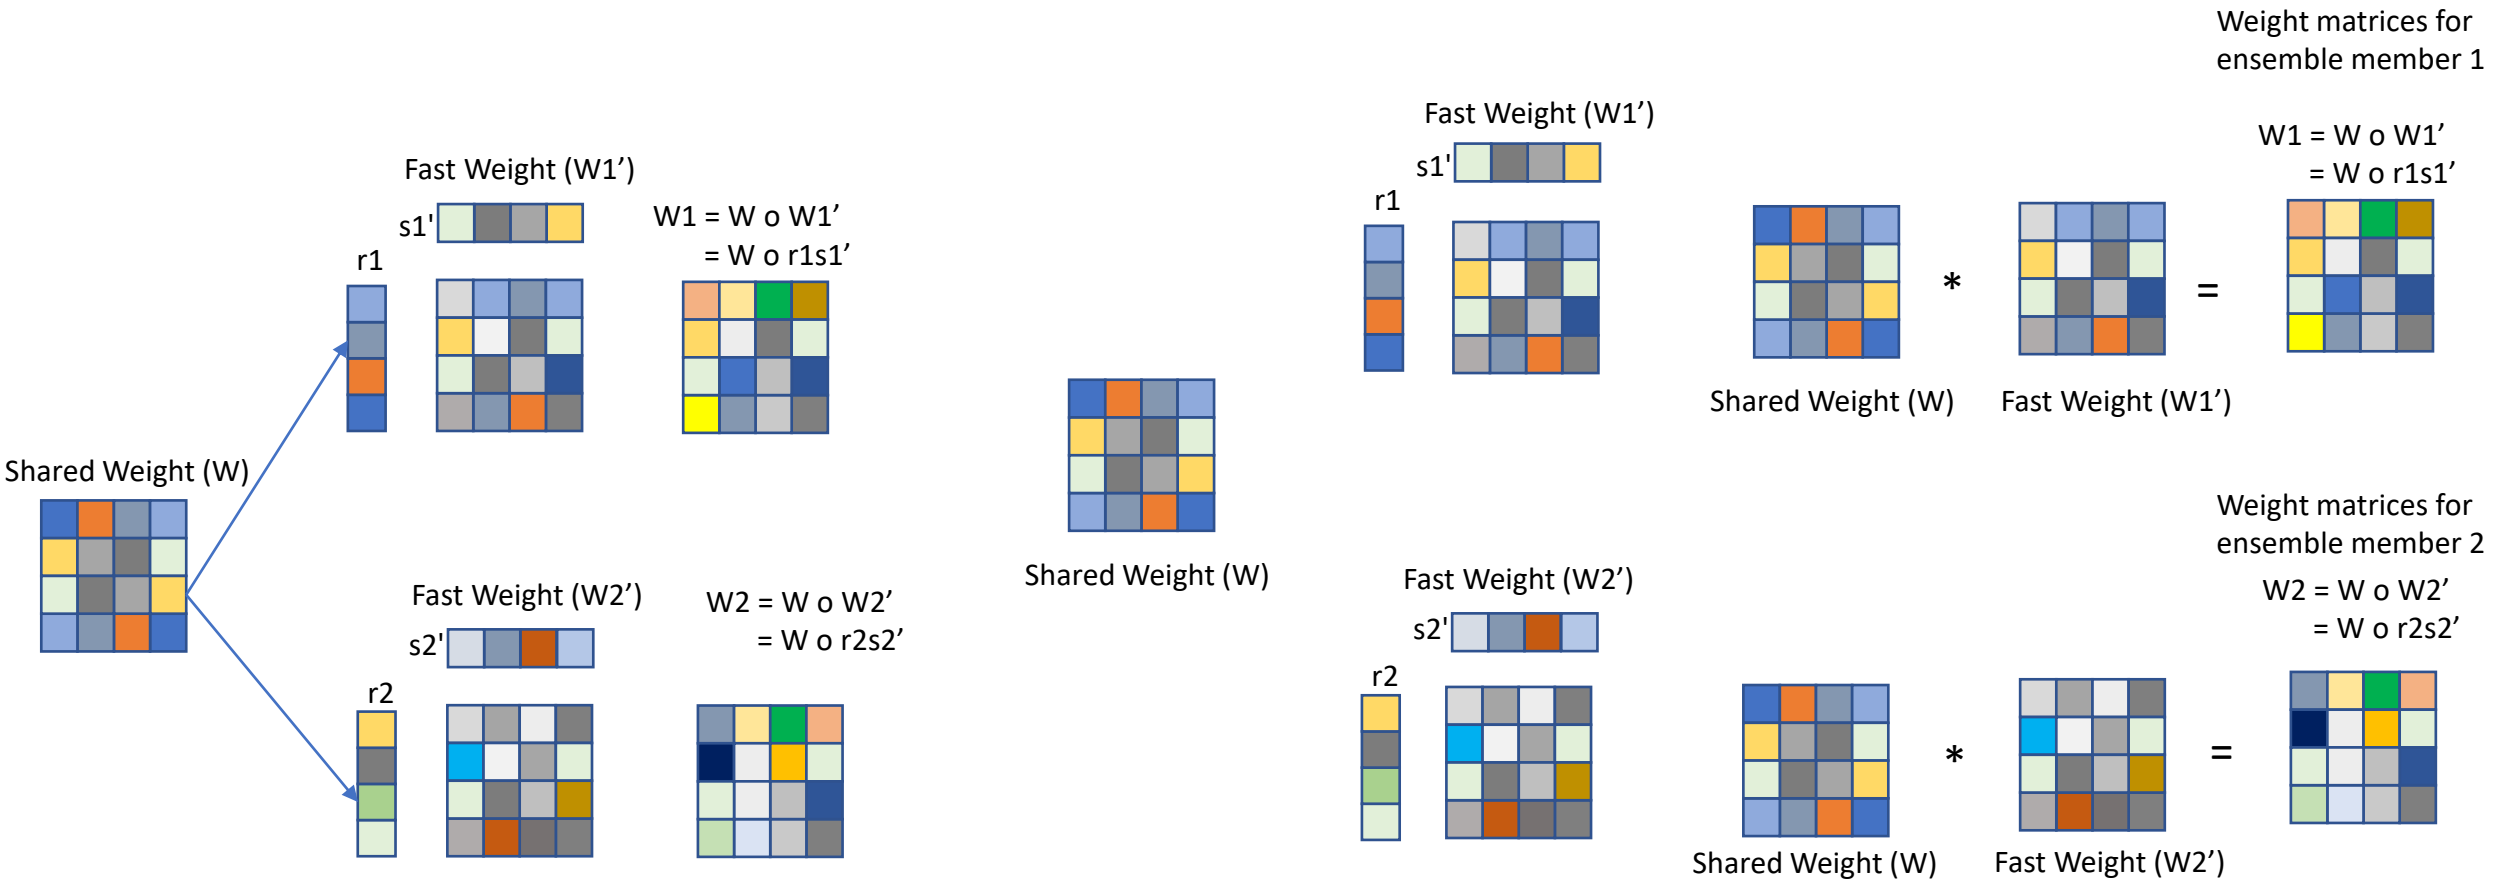 Shared Weight (W)
Fast Weight (W1’)
s1'
r1
W1 = W o W1’
= W o r1s1’
Fast Weight (W2’)
s2'
r2
W2 = W o W2’
= W o r2s2’
Shared Weight (W)
Fast Weight (W1’)
s1'
r1
*
=
Shared Weight (W)
Fast Weight (W1’)
Weight matrices for
ensemble member 1
W1 = W o W1’
= W o r1s1’
Fast Weight (W2’)
s2'
r2
*
=
Shared Weight (W)
Fast Weight (W2’)
Weight matrices for
ensemble member 2
W2 = W o W2’
= W o r2s2’